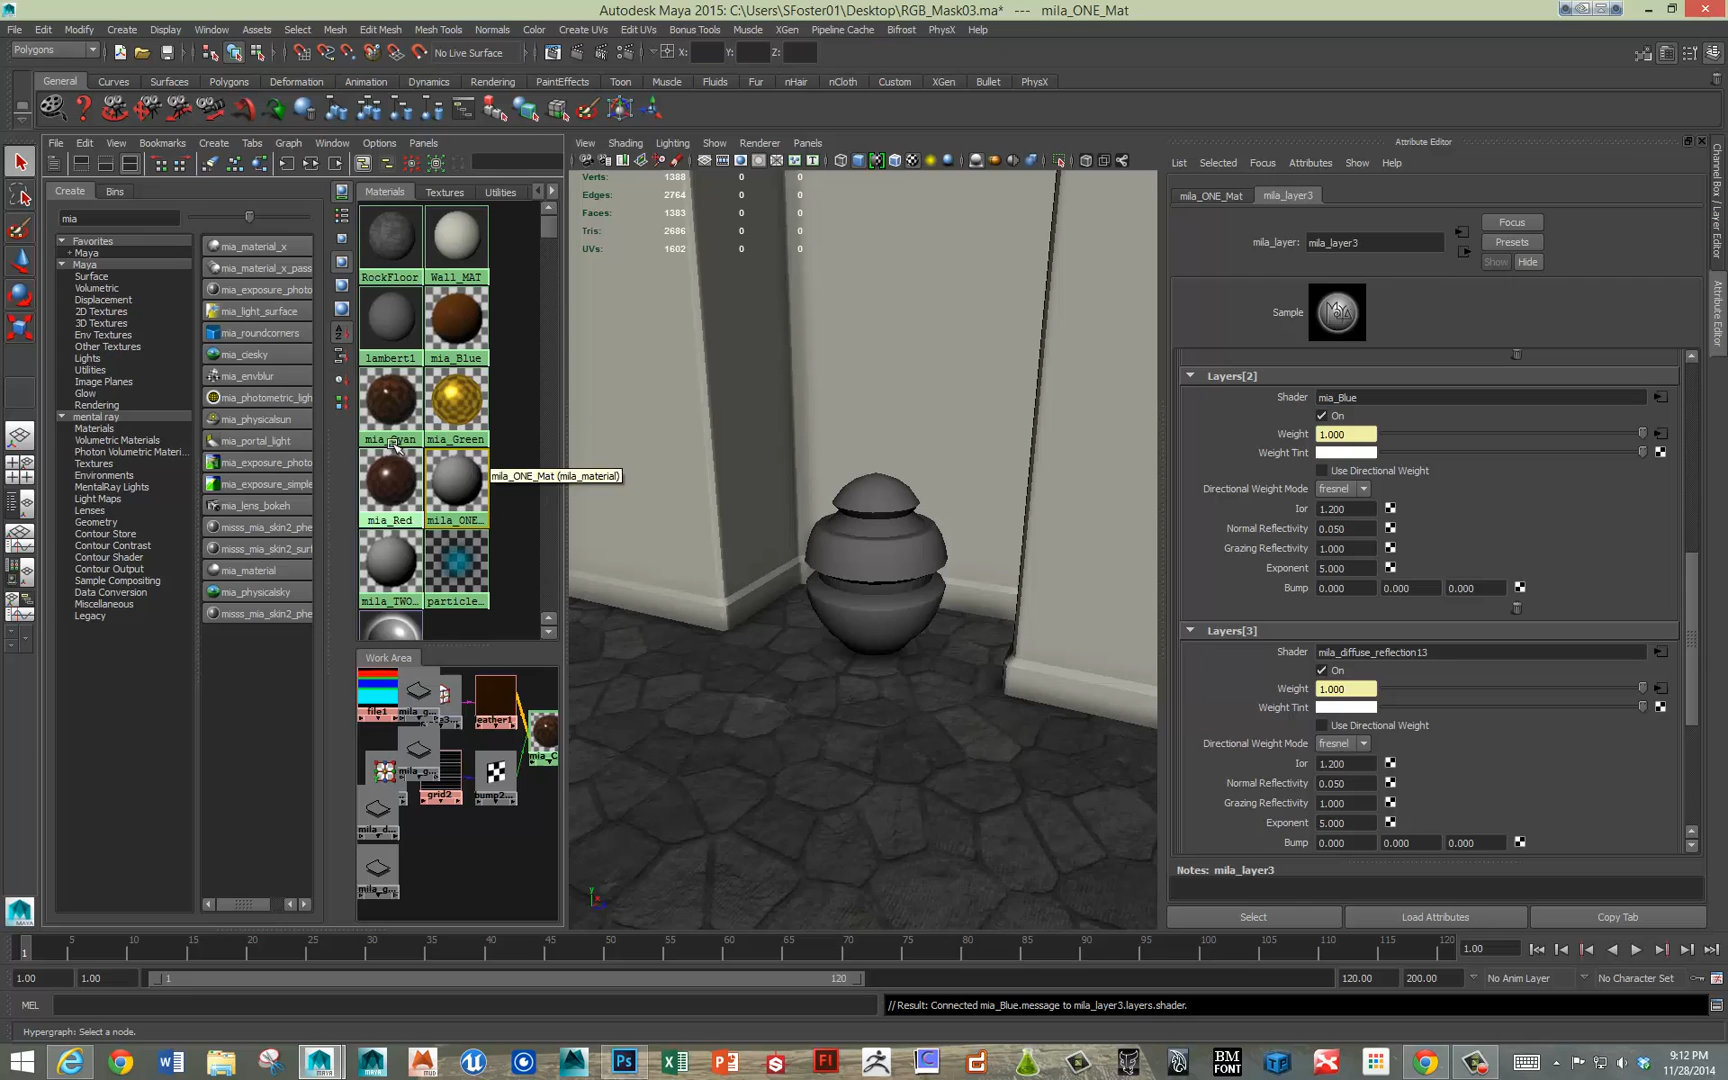 Autodesk Maya 2015: C:\Users\SFoster01\Desktop\RGB_Mask03.ma* --- mila_ONE_Mat
File Edit Modify Create Display Window Assets Select Mesh Edit Mesh Mesh Tools Normals Color Create UVs Edit UVs Bonus Tools Muscle XGen Pipeline Cache Bifrost PhysX Help
Polygons No Live Surface X: Y: Z:
General Curves Surfaces Polygons Deformation Animation Dynamics Rendering PaintEffects Toon Muscle Fluids Fur nHair nCloth Custom XGen Bullet PhysX
File Edit View Bookmarks Create Tabs Graph Window Options Panels
Create Bins
mia
Favorites
+ Maya
Maya
Surface
Volumetric
Displacement
2D Textures
3D Textures
Env Textures
Other Textures
Lights
Utilities
Image Planes
Glow
Rendering
mental ray
Materials
Volumetric Materials
Photon Volumetric Materi...
Textures
Environments
MentalRay Lights
Light Maps
Lenses
Geometry
Contour Store
Contour Contrast
Contour Shader
Contour Output
Sample Compositing
Data Conversion
Miscellaneous
Legacy
mia_material_x
mia_material_x_pass
mia_exposure_photo
mia_light_surface
mia_roundcorners
mia_ciesky
mia_envblur
mia_photometric_ligh
mia_physicalsun
mia_portal_light
mia_exposure_photo
mia_exposure_simple
mia_lens_bokeh
misss_mia_skin2_phe
misss_mia_skin2_surf
mia_material
mia_physicalsky
misss_mia_skin2_phe
Materials Textures Utilities
RockFloor Wall_MAT
lambert1 mia_Blue
mia_Cyan mia_Green
mia_Red mila_ONE...
mila_TWO... particle...
mila_ONE_Mat (mila_material)
Work Area
file1 mila_g... leather1
mila_g... grid2 bump2... mia_C
mila_d...
mila_g...
View Shading Lighting Show Renderer Panels
Verts: 1388 0 0
Edges: 2764 0 0
Faces: 1383 0 0
Tris: 2686 0 0
UVs: 1602 0 0
Attribute Editor
List Selected Focus Attributes Show Help
mila_ONE_Mat mila_layer3
mila_layer: mila_layer3
Focus
Presets
Show Hide
Sample
MAYA
Layers[2]
Shader mia_Blue
On
Weight 1.000
Weight Tint
Use Directional Weight
Directional Weight Mode fresnel
Ior 1.200
Normal Reflectivity 0.050
Grazing Reflectivity 1.000
Exponent 5.000
Bump 0.000 0.000 0.000
Layers[3]
Shader mila_diffuse_reflection13
On
Weight 1.000
Weight Tint
Use Directional Weight
Directional Weight Mode fresnel
Ior 1.200
Normal Reflectivity 0.050
Grazing Reflectivity 1.000
Exponent 5.000
Bump 0.000 0.000 0.000
Notes: mila_layer3
Select Load Attributes Copy Tab
Channel Box / Layer Editor
Attribute Editor
1 5 10 15 20 25 30 35 40 45 50 55 60 65 70 75 80 85 90 95 100 105 110 115 120 1.00
1.00 1.00 1 120 120.00 200.00 No Anim Layer No Character Set
MEL // Result: Connected mia_Blue.message to mila_layer3.layers.shader.
Hypergraph: Select a node.
9:12 PM
11/28/2014